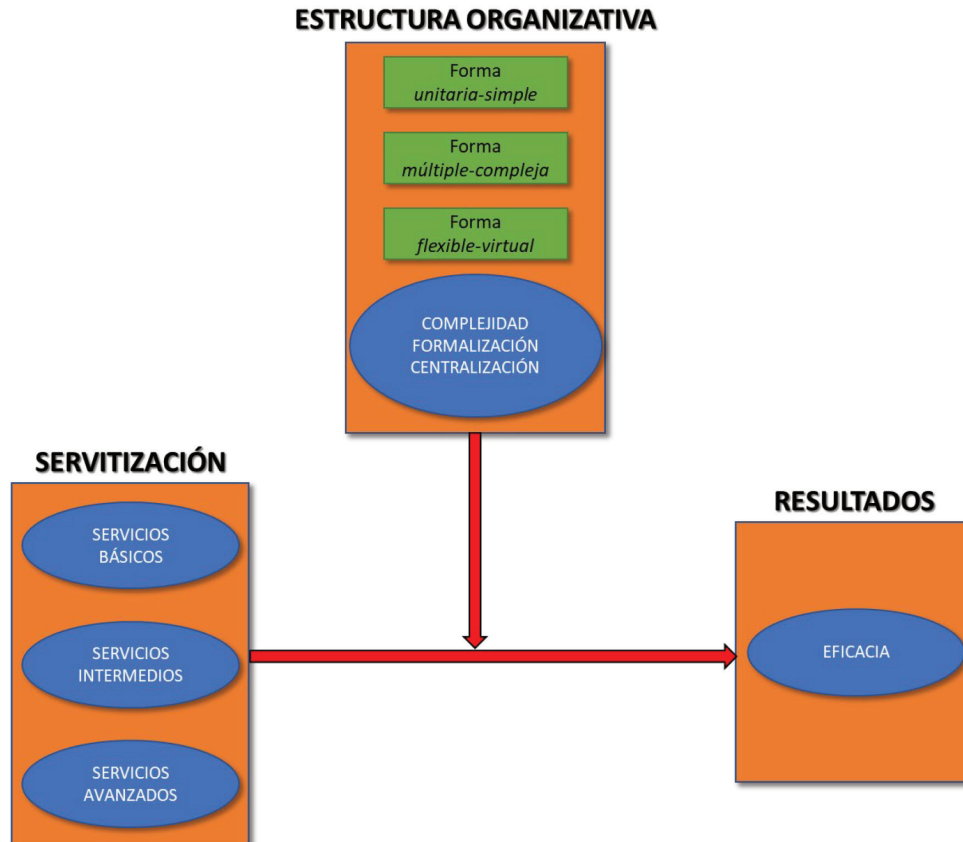 ESTRUCTURA ORGANIZATIVA
Forma
unitaria-simple
Forma
múltiple-compleja
Forma
flexible-virtual
COMPLEJIDAD
FORMALIZACIÓN
CENTRALIZACIÓN
SERVITIZACIÓN
SERVICIOS
BÁSICOS
SERVICIOS
INTERMEDIOS
SERVICIOS
AVANZADOS
RESULTADOS
EFICACIA